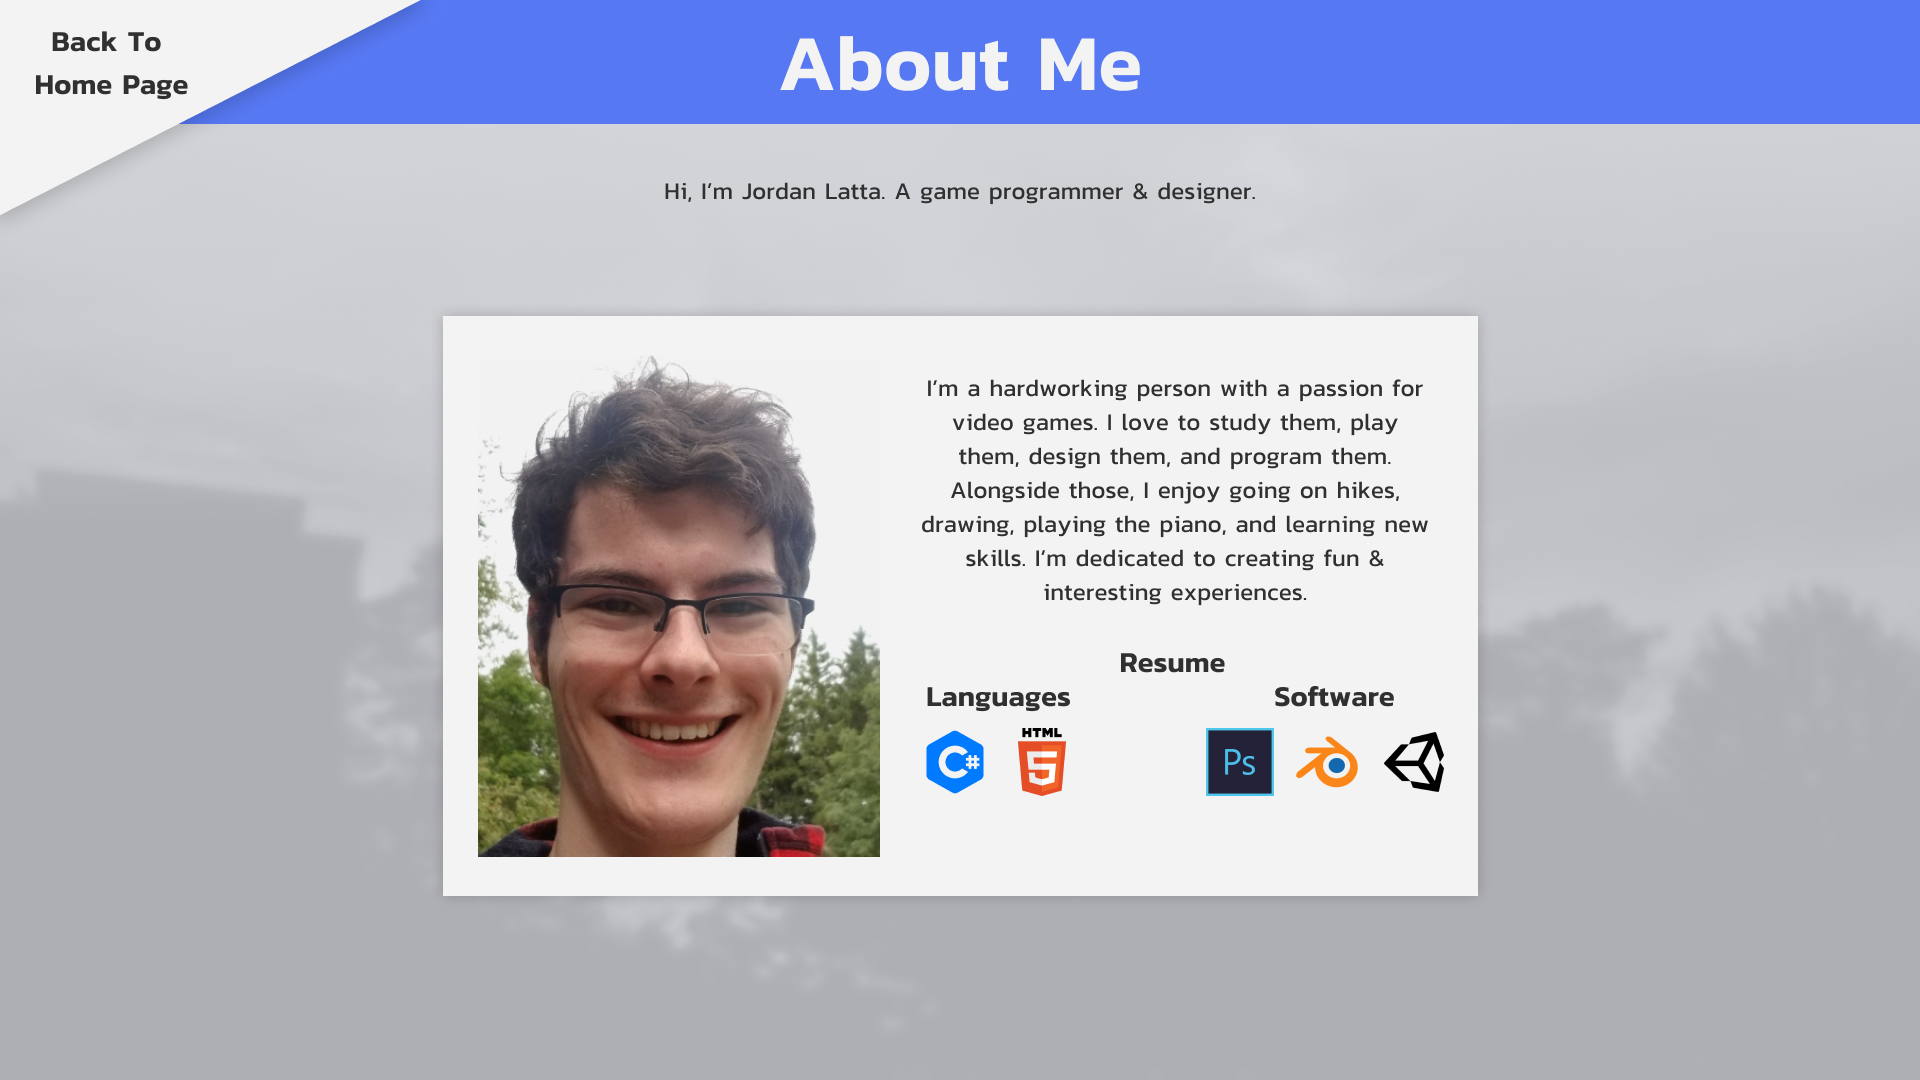 Back To
Home Page
About Me
Hi, I'm Jordan Latta. A game programmer & designer.
I'm a hardworking person with a passion for
video games. I love to study them, play
them, design them, and program them.
Alongside those, I enjoy going on hikes,
drawing, playing the piano, and learning new
skills. I'm dedicated to creating fun &
interesting experiences.
Resume
Languages
Software
C#
HTML
5
Ps